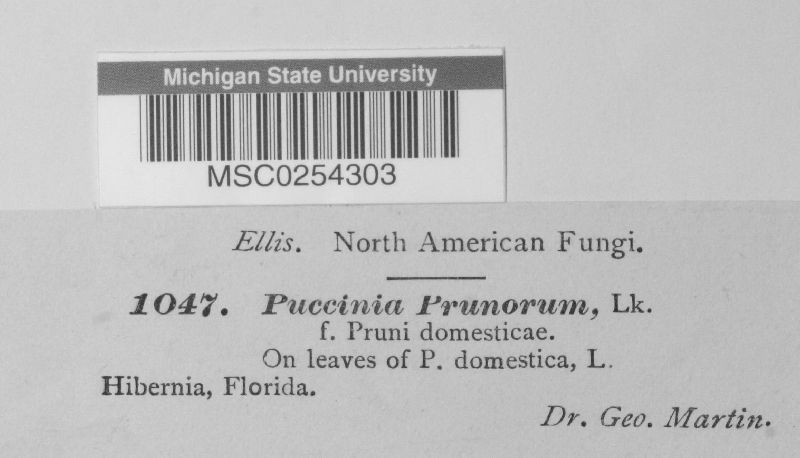 Michigan State University
MSC0254303
Ellis. North American Fungi.
1047. Puccinia Prunorum, Lk.
f. Pruni domesticae.
On leaves of P. domestica, L.
Hibernia, Florida.
Dr. Geo. Martin.